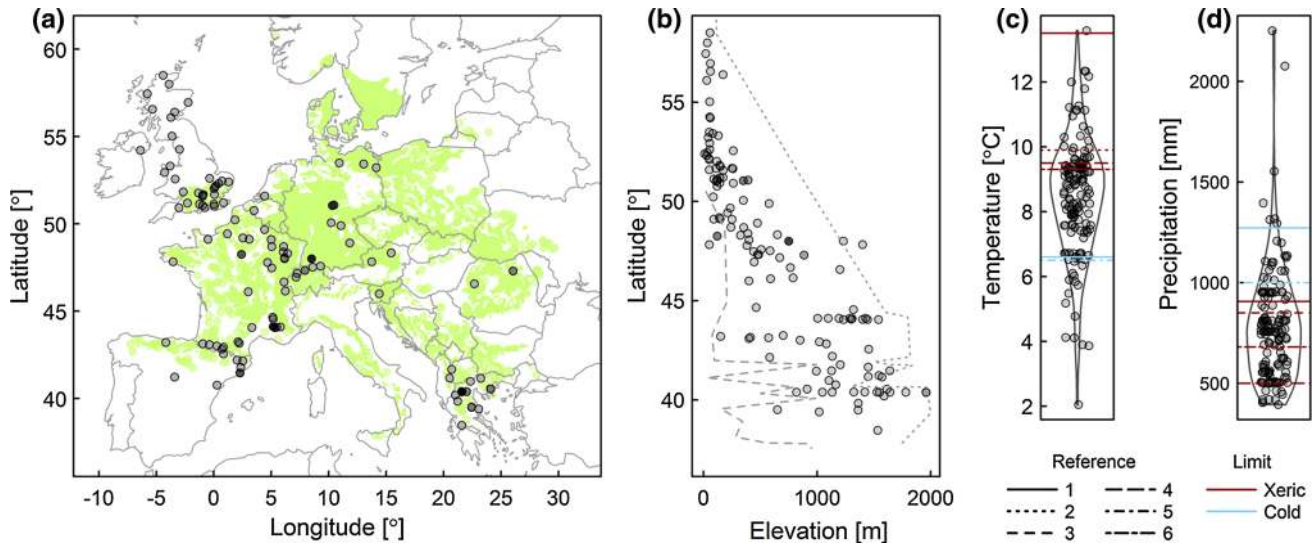 (a)
60
55
50
45
40
Latitude [°]
-10
-5
0
5
10
15
20
25
30
Longitude [°]
(b)
55
50
45
40
Latitude [°]
0
1000
2000
Elevation [m]
(c)
12
10
8
6
4
2
Temperature [°C]
(d)
2000
1500
1000
500
Precipitation [mm]
Reference
1
2
3
4
5
6
Limit
Xeric
Cold